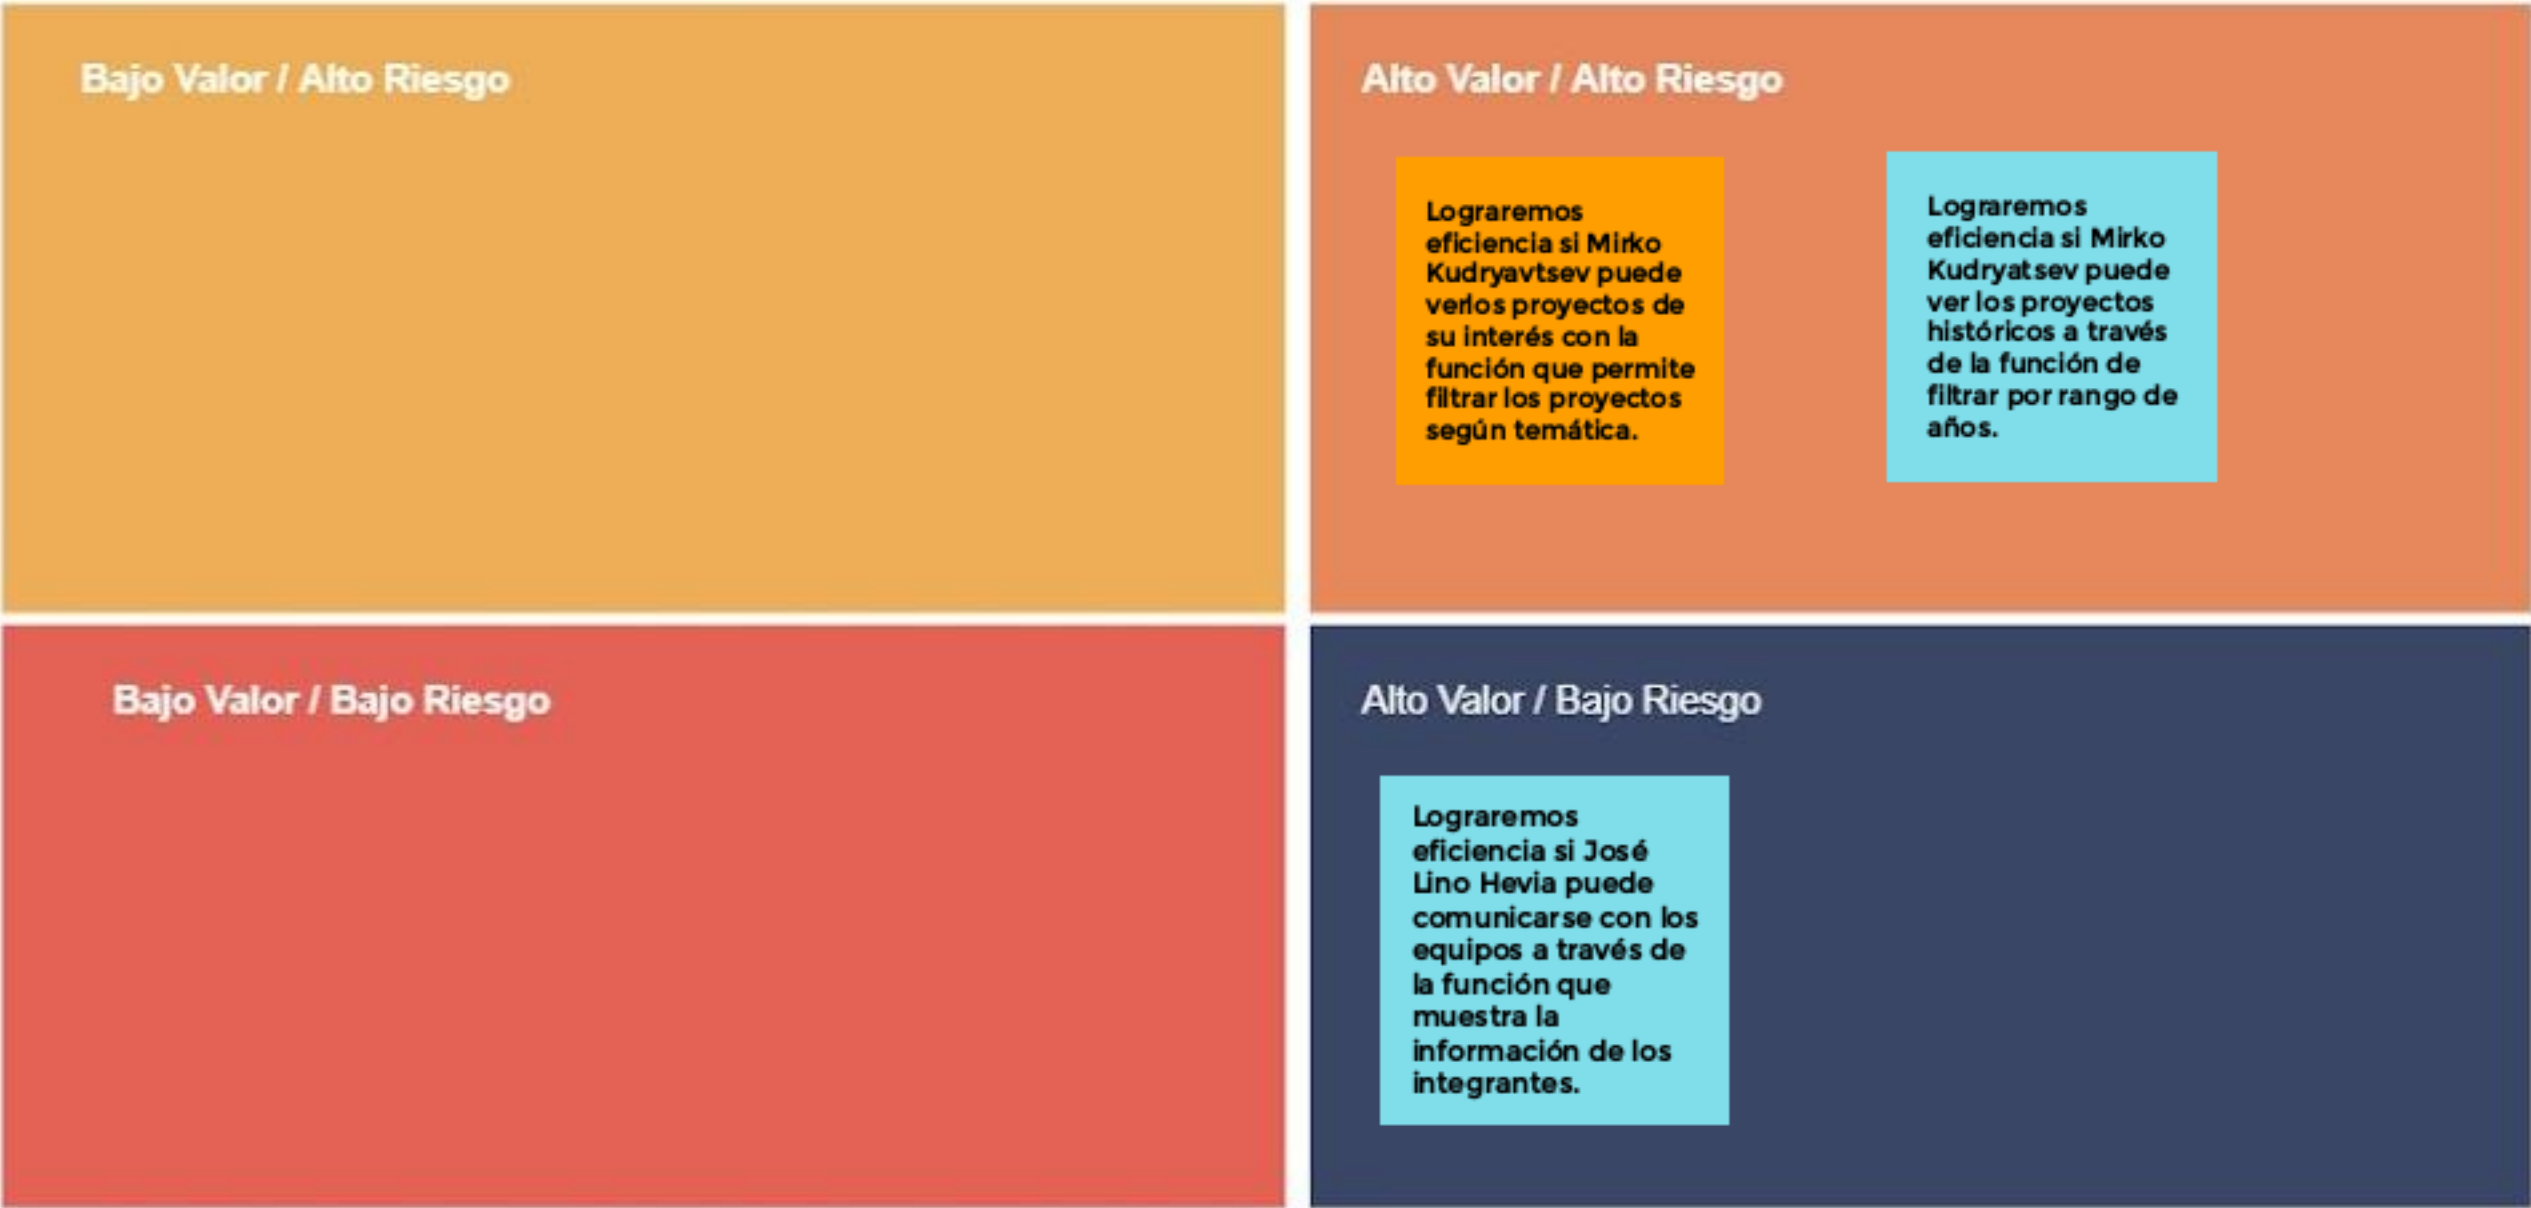 Bajo Valor / Alto Riesgo
Alto Valor / Alto Riesgo
Lograremos
eficiencia si Mirko
Kudryavtsev puede
verlos proyectos de
su interés con la
función que permite
filtrar los proyectos
según temática.
Lograremos
eficiencia si Mirko
Kudryatsev puede
ver los proyectos
históricos a través
de la función de
filtrar por rango de
años.
Bajo Valor / Bajo Riesgo
Alto Valor / Bajo Riesgo
Lograremos
eficiencia si José
Lino Hevia puede
comunicarse con los
equipos a través de
la función que
muestra la
información de los
integrantes.